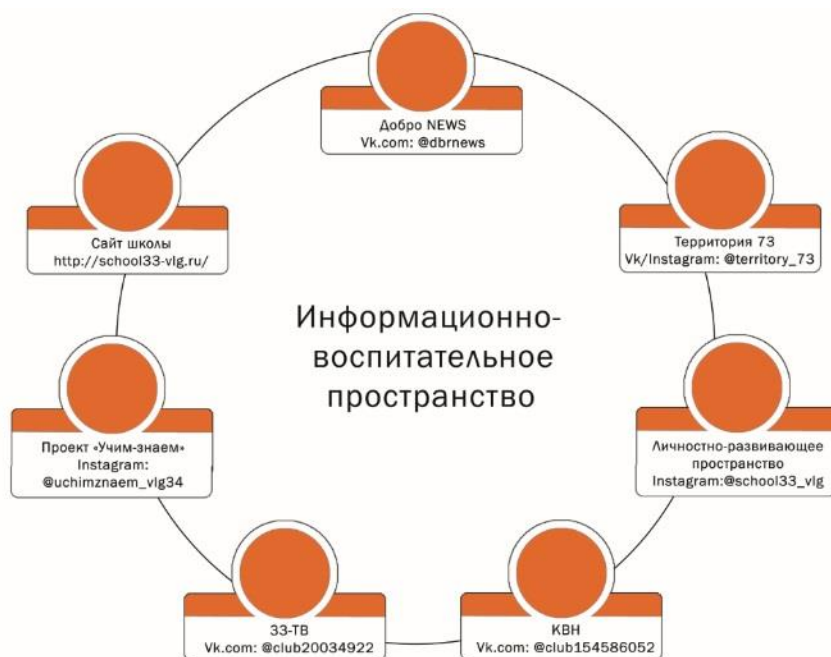 Добро NEWS
Vk.com: @dbrnews
Сайт школы
http://school33-vlg.ru/
Территория 73
Vk/Instagram: @territory_73
Информационно-
воспитательное
пространство
Проект «Учим-знаем»
Instagram:
@uchimznaem_vlg34
Личностно-развивающее
пространство
Instagram:@school33_vlg
33-ТВ
Vk.com: @club20034922
КВН
Vk.com: @club154586052